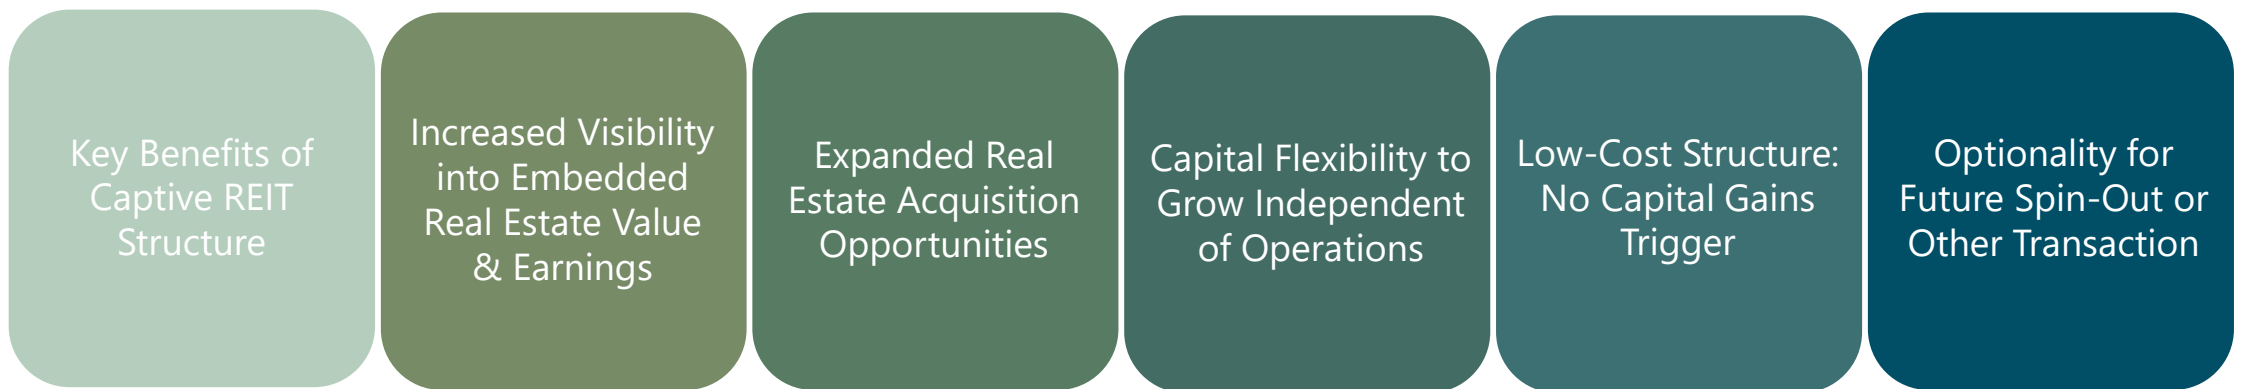 Key Benefits of
Captive REIT
Structure
Increased Visibility
into Embedded
Real Estate Value
& Earnings
Expanded Real
Estate Acquisition
Opportunities
Capital Flexibility to
Grow Independent
of Operations
Low-Cost Structure:
No Capital Gains
Trigger
Optionality for
Future Spin-Out or
Other Transaction